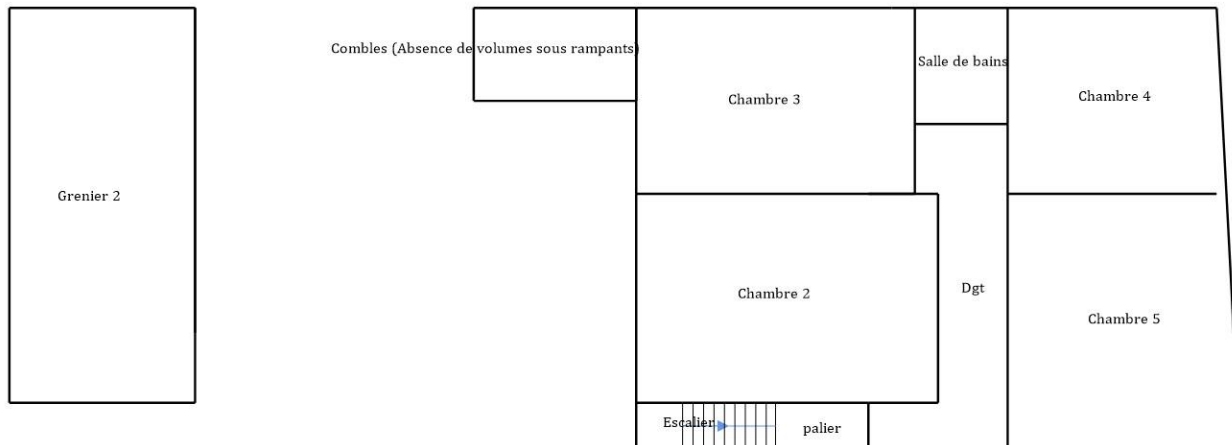 Combles (Absence de volumes sous rampants)
Salle de bains
Chambre 3
Chambre 4
Grenier 2
Chambre 2
Dgt
Chambre 5
Escalier
palier